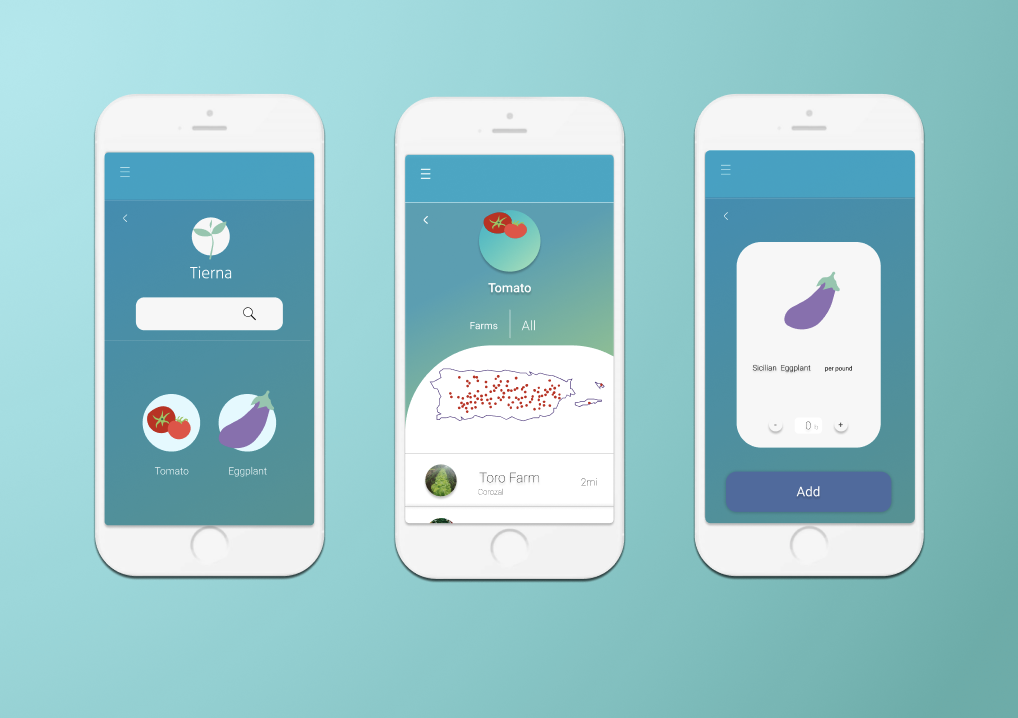 Tierna
Tomato
Eggplant
Tomato
Farms
All
Toro Farm
Corozal
2mi
Sicilian Eggplant
per pound
-
0 lb
+
Add